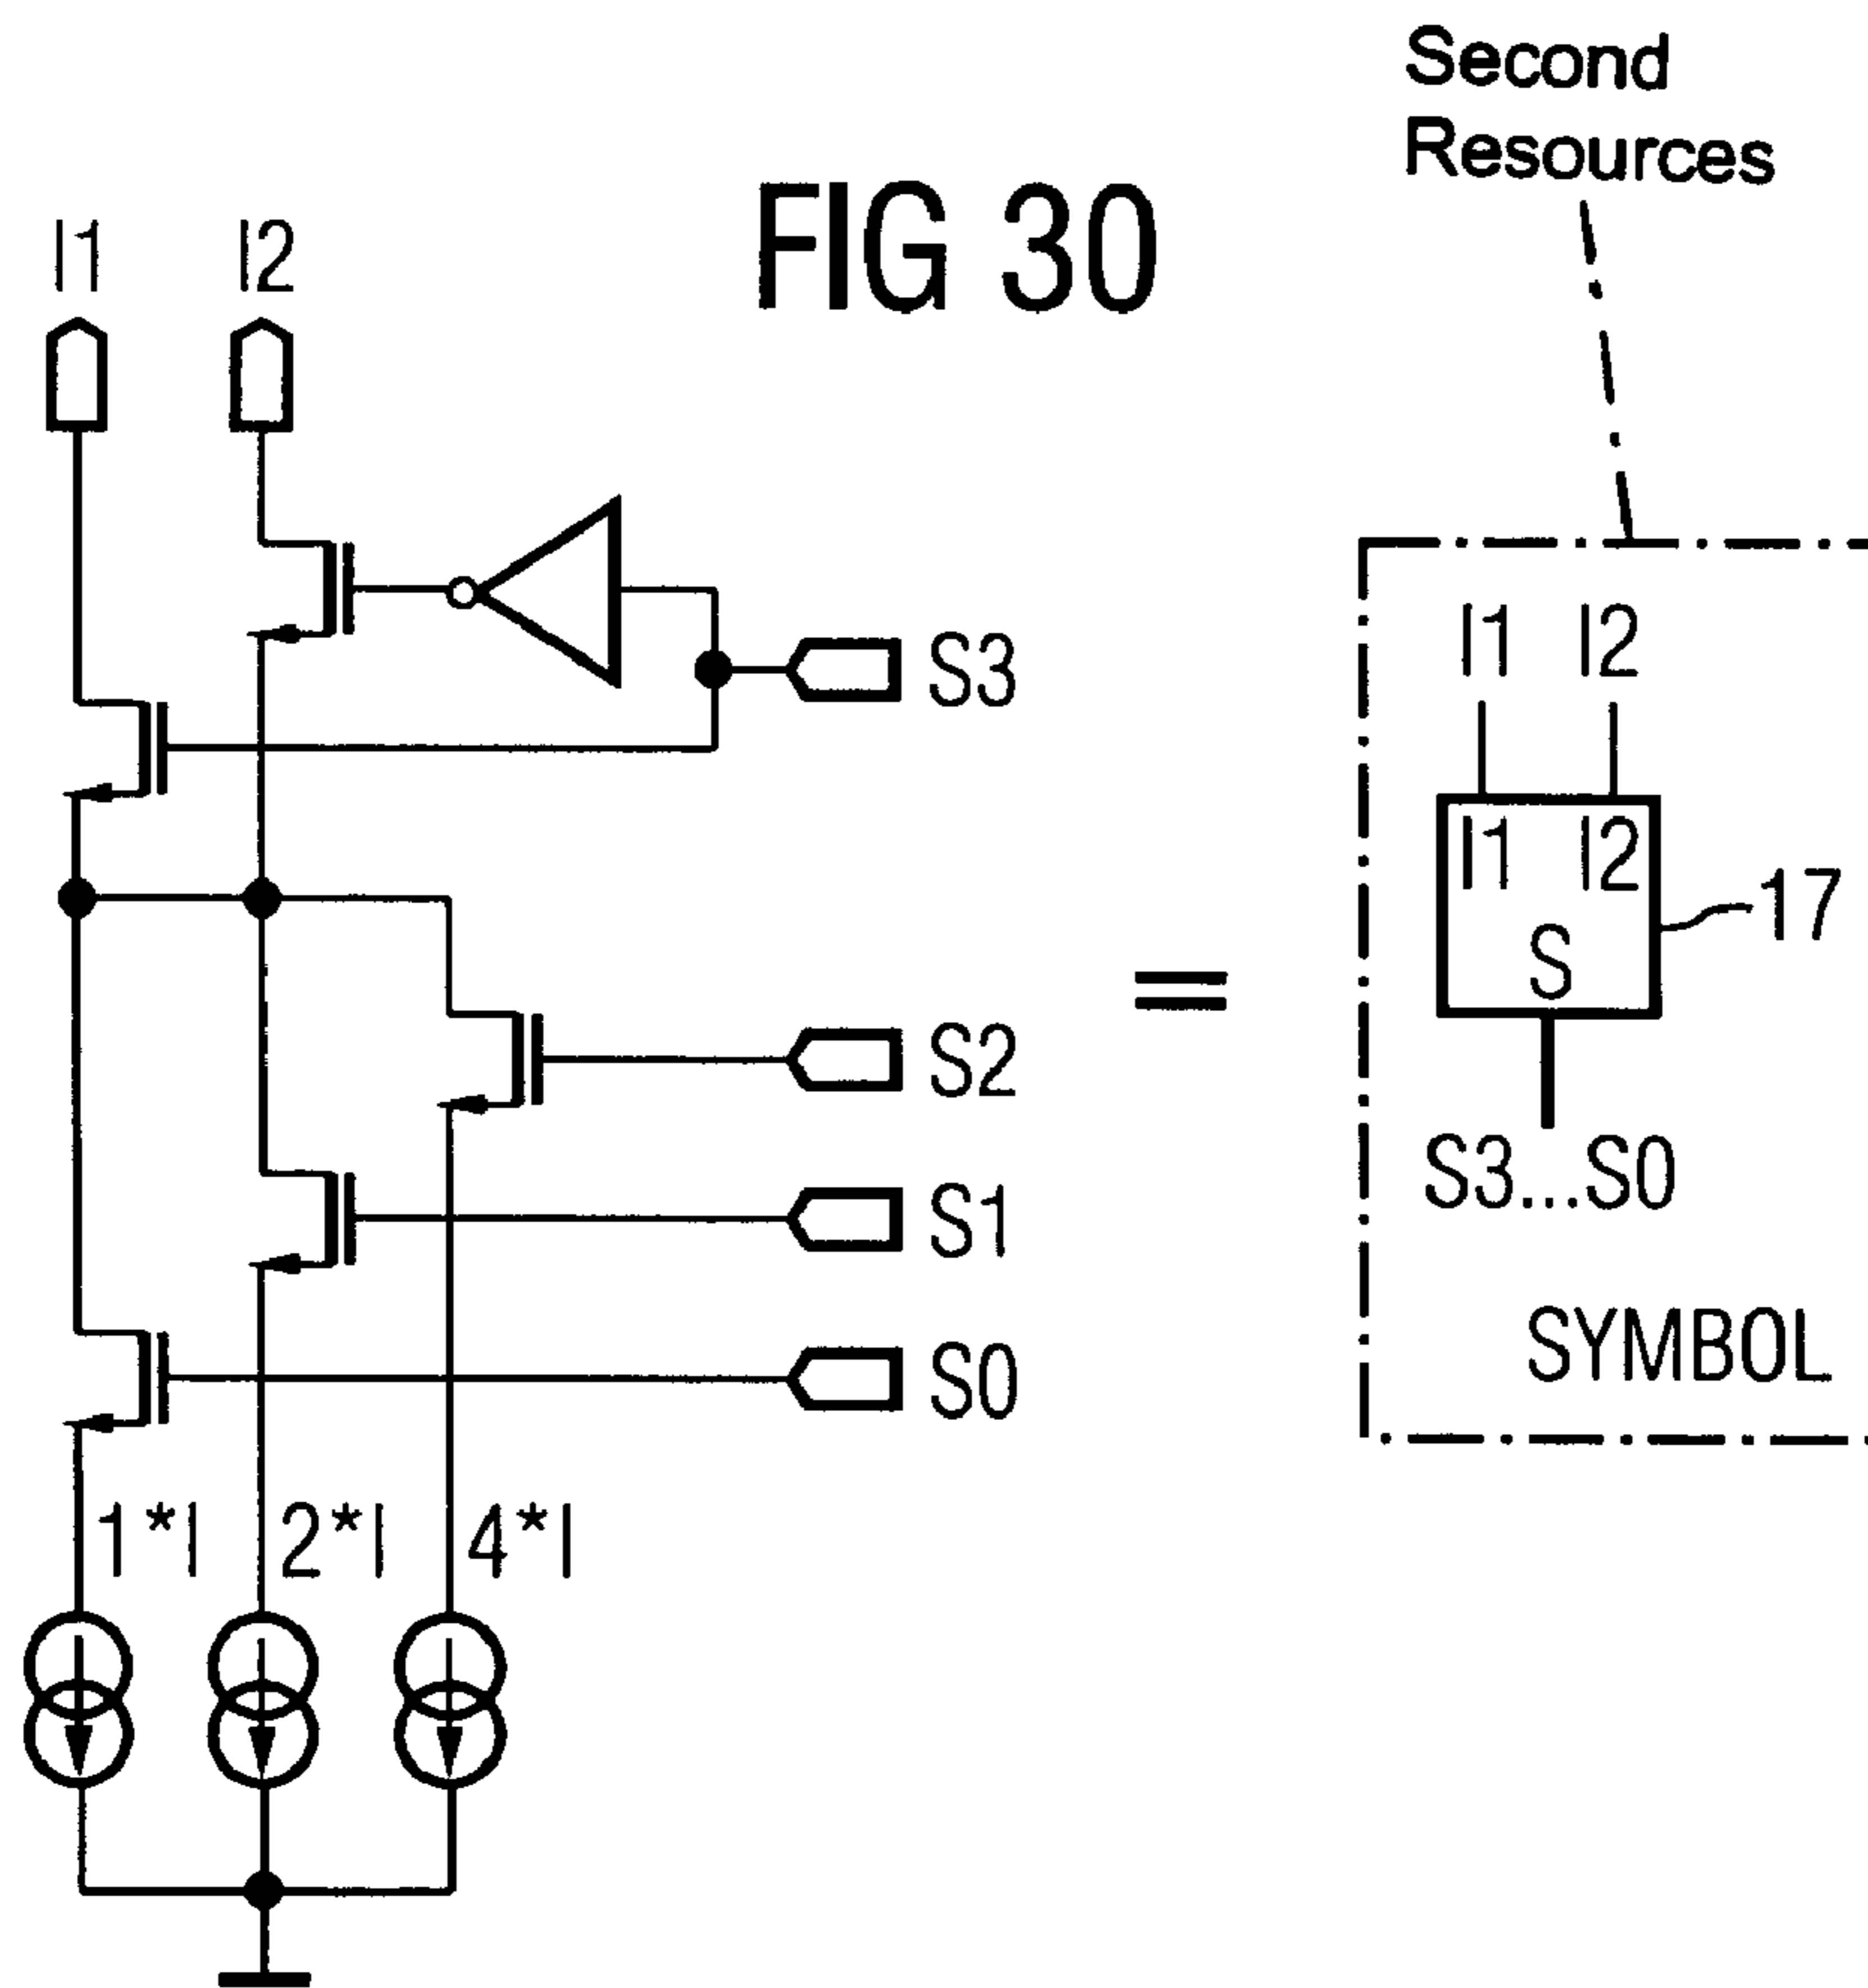 Second
Resources
FIG 30
I1 I2
S3
I1 I2
I1 I2
17
S
S2
=
S3...S0
S1
SYMBOL
S0
1*I 2*I 4*I